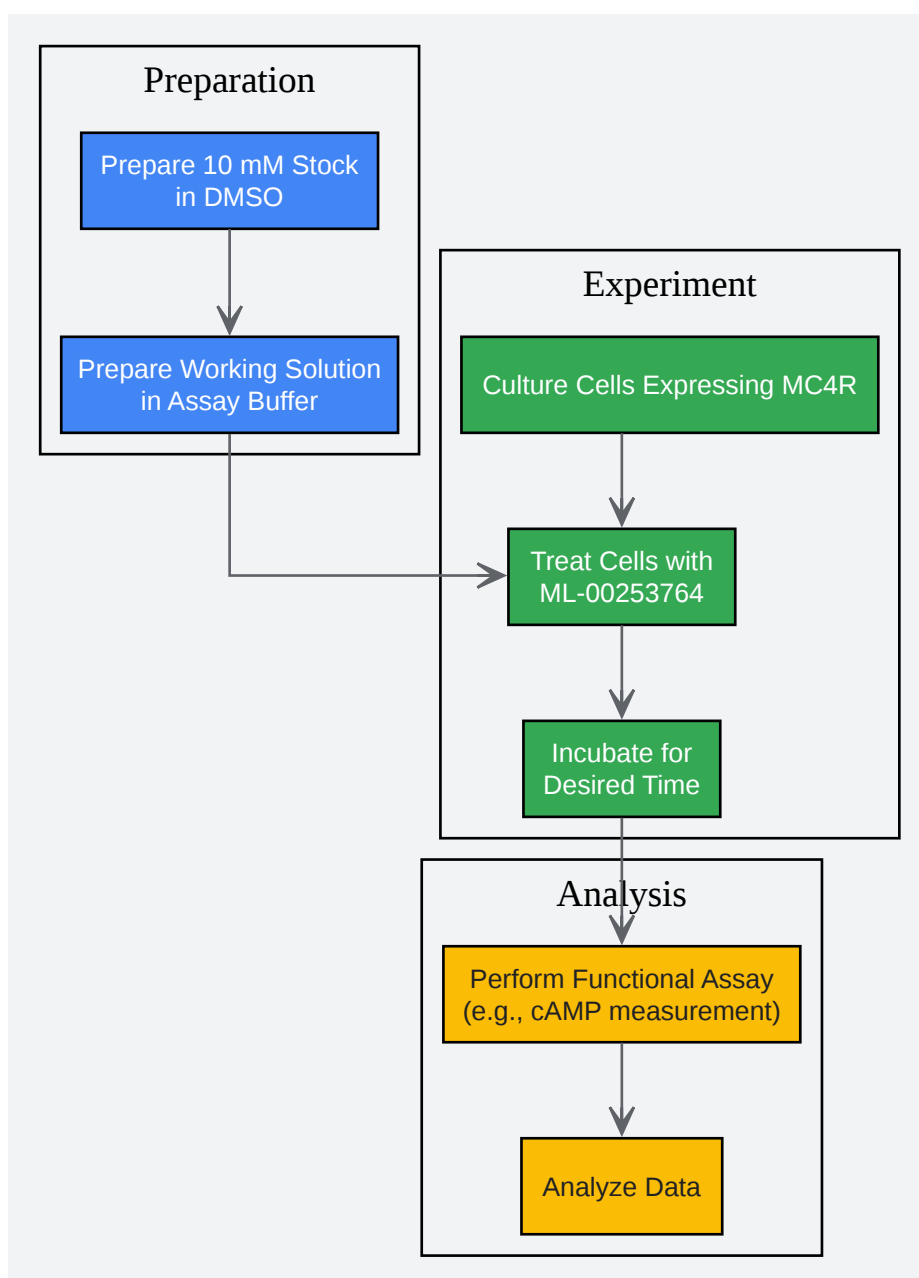 Preparation
Prepare 10 mM Stock
in DMSO
Prepare Working Solution
in Assay Buffer
Experiment
Culture Cells Expressing MC4R
Treat Cells with
ML-00253764
Incubate for
Desired Time
Analysis
Perform Functional Assay
(e.g., cAMP measurement)
Analyze Data